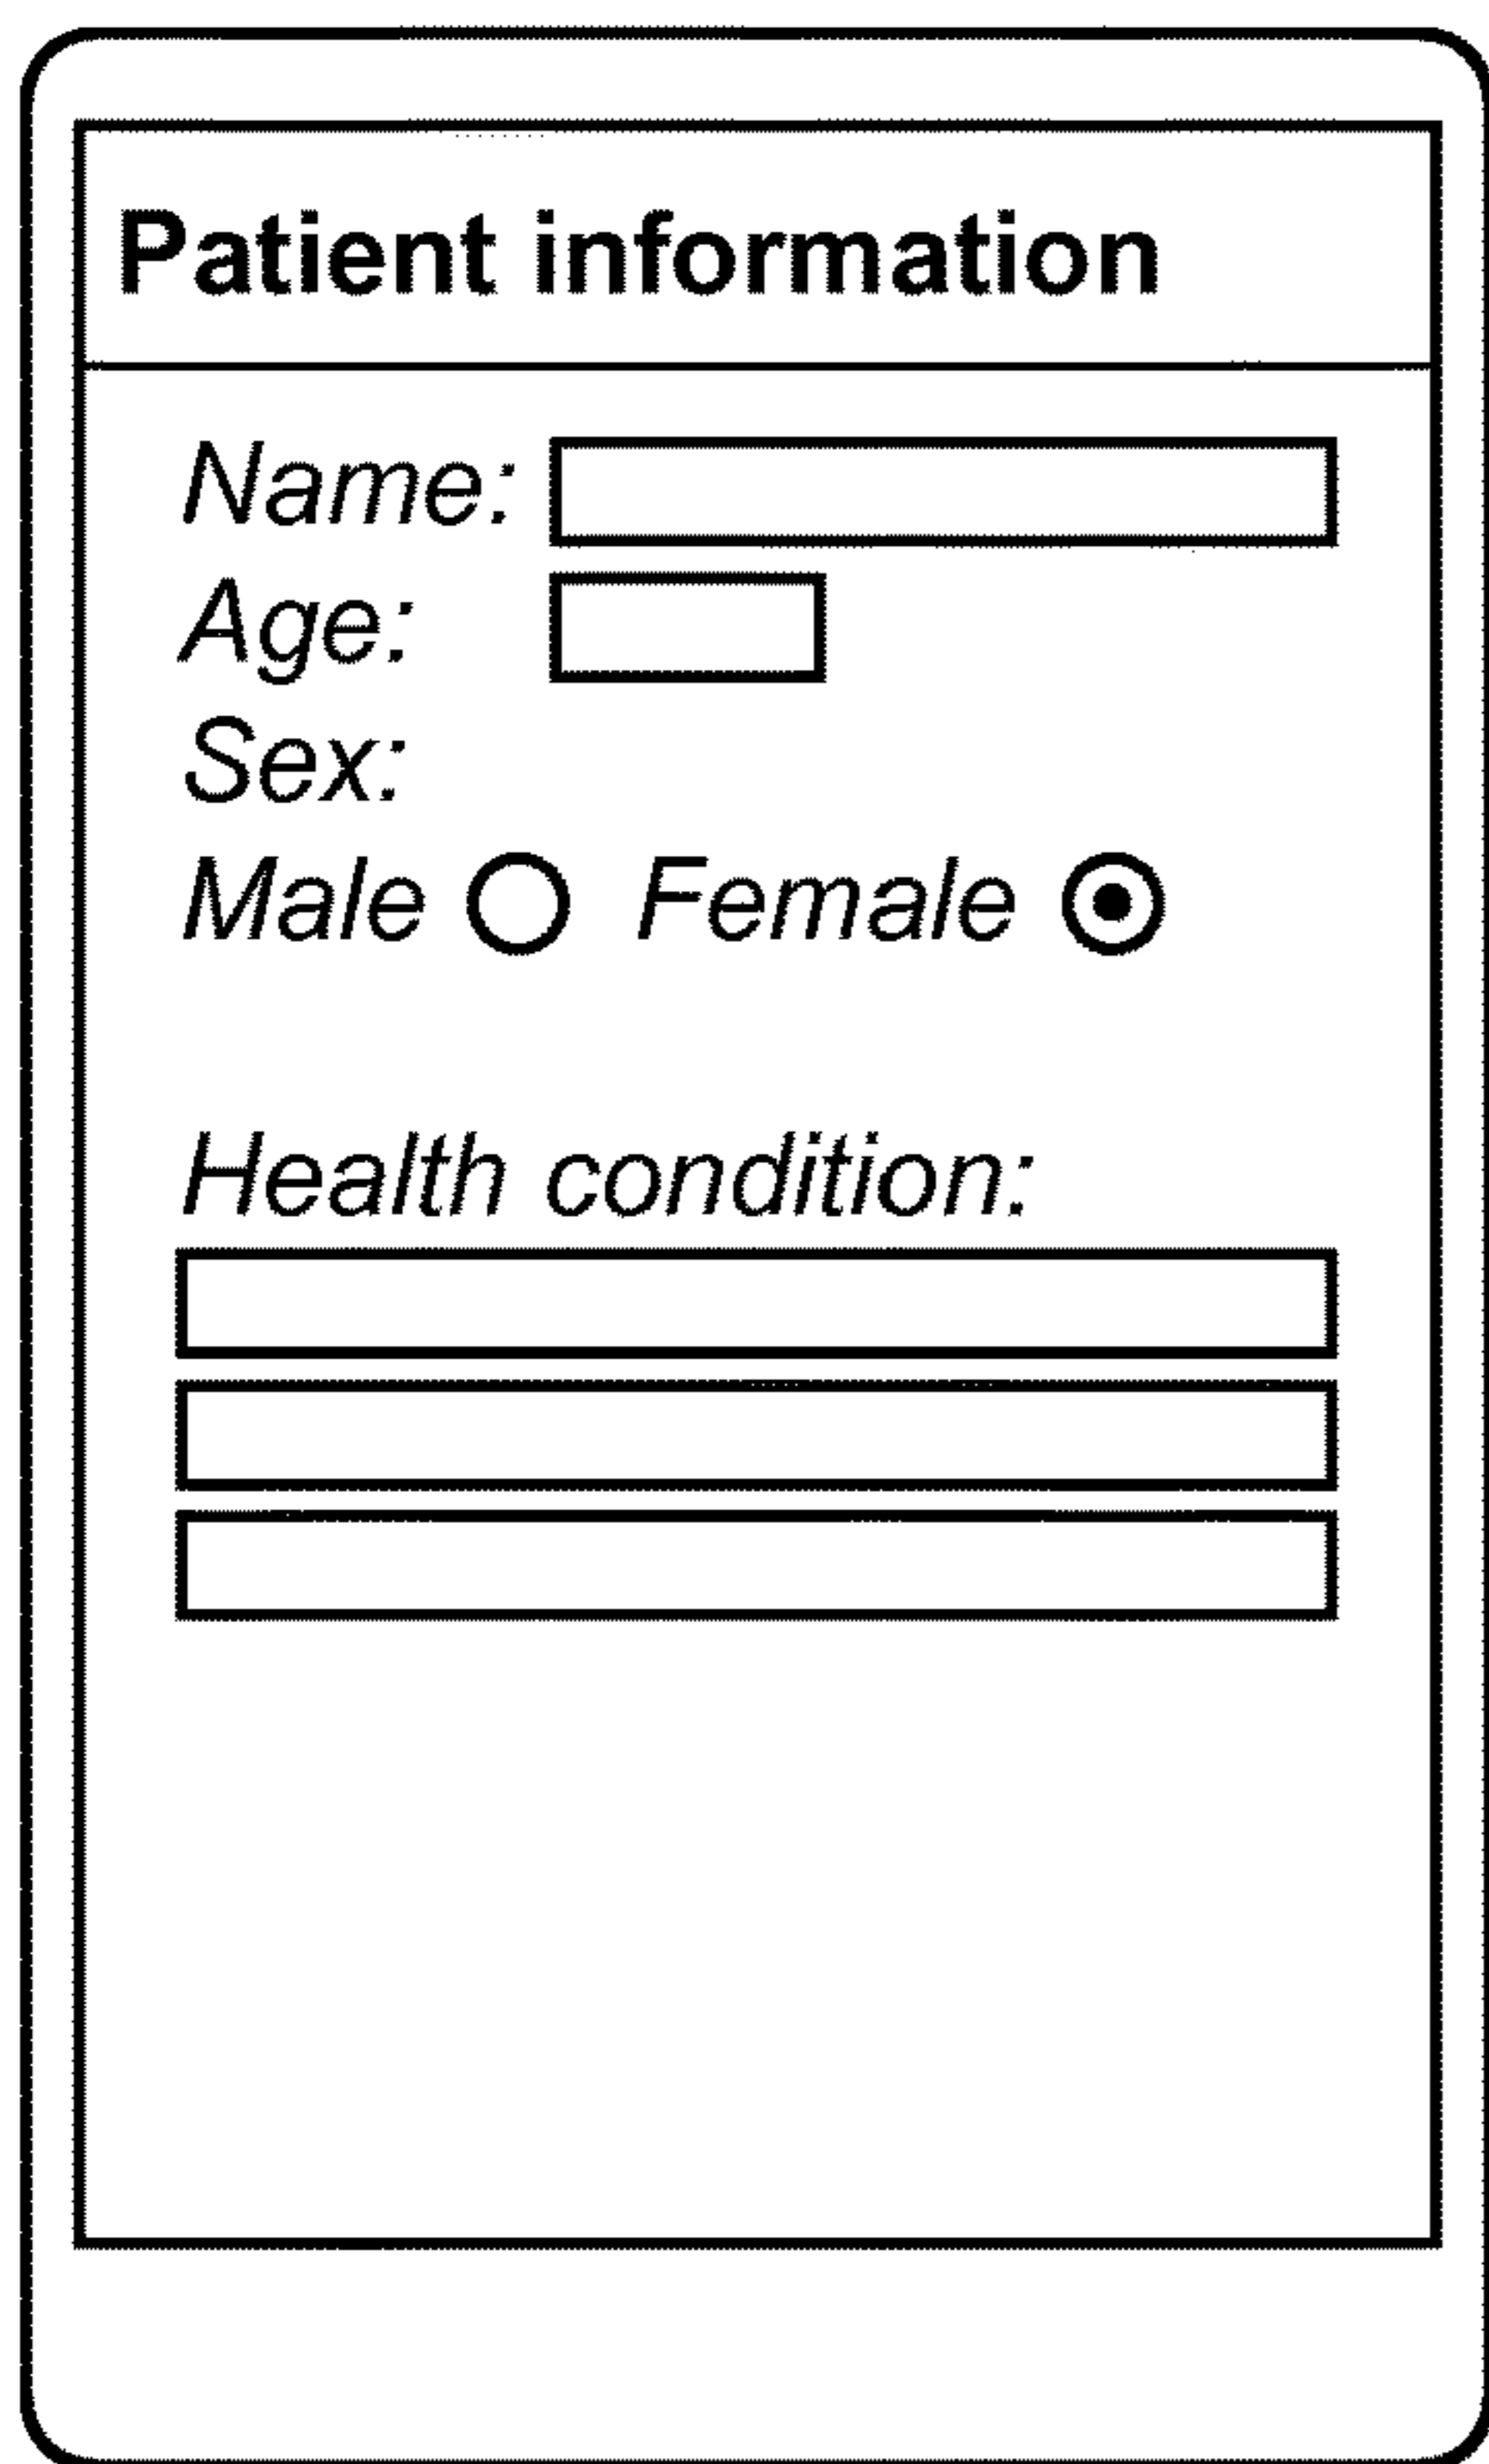 Patient information
Name:
Age:
Sex:
Male Female
Health condition: